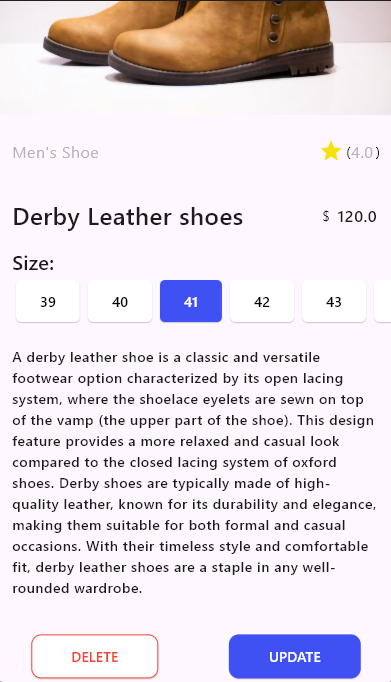 Men's Shoe
(4.0)
Derby Leather shoes
$ 120.0
Size:
39 40 41 42 43
A derby leather shoe is a classic and versatile
footwear option characterized by its open lacing
system, where the shoelace eyelets are sewn on top
of the vamp (the upper part of the shoe). This design
feature provides a more relaxed and casual look
compared to the closed lacing system of oxford
shoes. Derby shoes are typically made of high-
quality leather, known for its durability and elegance,
making them suitable for both formal and casual
occasions. With their timeless style and comfortable
fit, derby leather shoes are a staple in any well-
rounded wardrobe.
DELETE
UPDATE